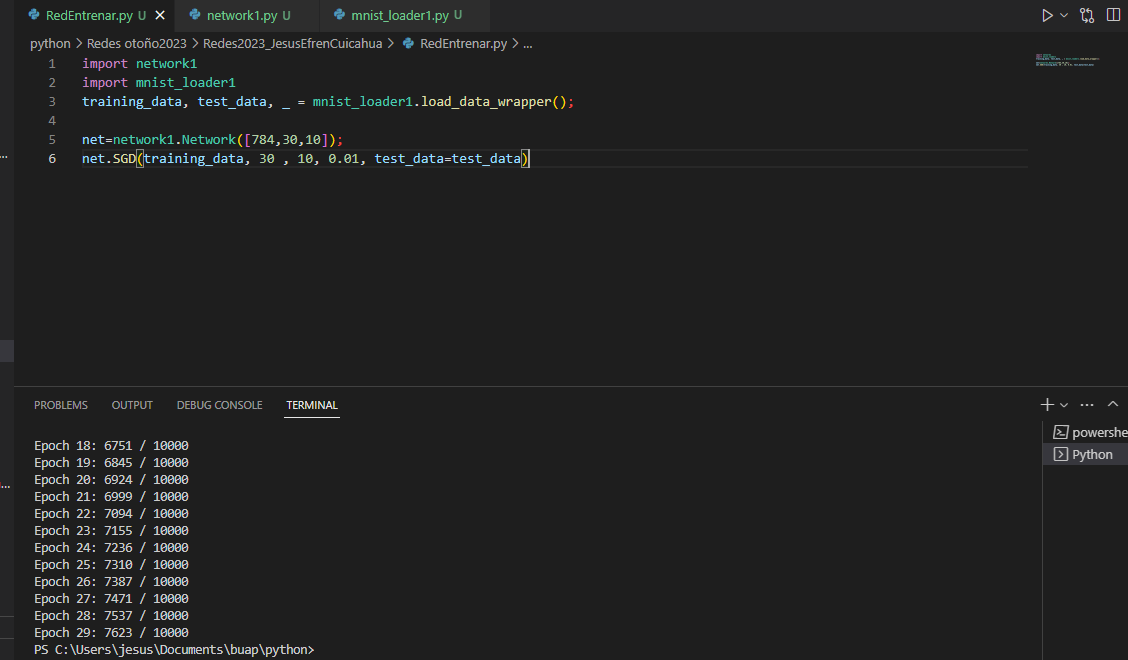 RedEntrenar.py U network1.py U mnist_loader1.py U
python > Redes otoño2023 > Redes2023_JesusEfrenCuicahua > RedEntrenar.py > ...
1 import network1
2 import mnist_loader1
3 training_data, test_data, _ = mnist_loader1.load_data_wrapper();
4
5 net=network1.Network([784,30,10]);
6 net.SGD(training_data, 30 , 10, 0.01, test_data=test_data)
PROBLEMS OUTPUT DEBUG CONSOLE TERMINAL
powershe
Python
Epoch 18: 6751 / 10000
Epoch 19: 6845 / 10000
Epoch 20: 6924 / 10000
Epoch 21: 6999 / 10000
Epoch 22: 7094 / 10000
Epoch 23: 7155 / 10000
Epoch 24: 7236 / 10000
Epoch 25: 7310 / 10000
Epoch 26: 7387 / 10000
Epoch 27: 7471 / 10000
Epoch 28: 7537 / 10000
Epoch 29: 7623 / 10000
PS C:\Users\jesus\Documents\buap\python>